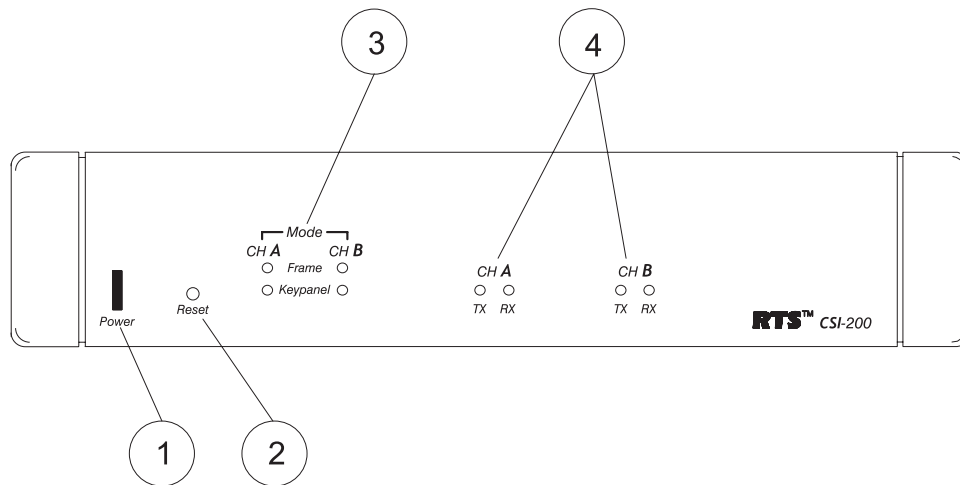 3
4
Mode
CH A CH B
Frame
Keypanel
CH A CH B
TX RX TX RX
Power
Reset
RTS™ CSI-200
1
2